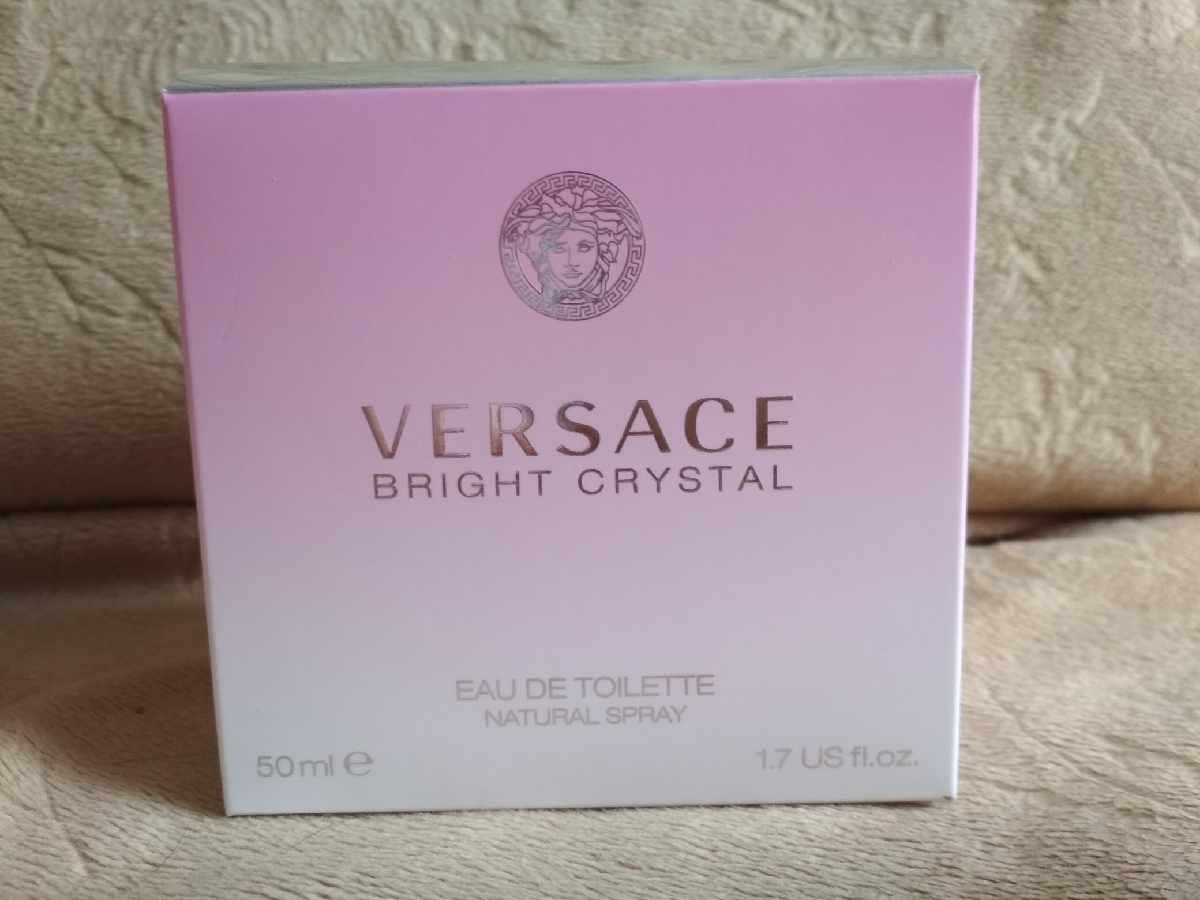 VERSACE
BRIGHT CRYSTAL
EAU DE TOILETTE
NATURAL SPRAY
50 ml ℮ 1.7 US fl.oz.